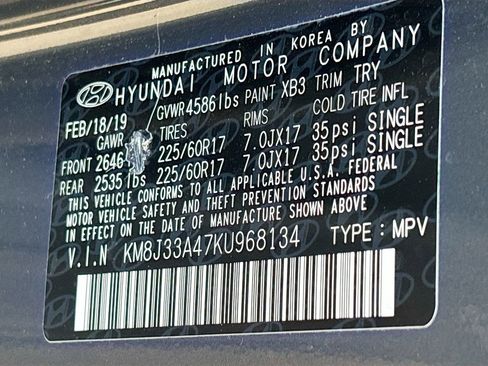 MANUFACTURED IN KOREA BY
HYUNDAI MOTOR COMPANY
FEB/18/19 GVWR 4586lbs PAINT XB3 TRIM TRY
GAWR TIRES RIMS COLD TIRE INFL
FRONT 2646 225/60R17 7.0JX17 35psi SINGLE
REAR 2535lbs 225/60R17 7.0JX17 35psi SINGLE
THIS VEHICLE CONFORMS TO ALL APPLICABLE U.S.A. FEDERAL
MOTOR VEHICLE SAFETY AND THEFT PREVENTION STANDARDS
IN EFFECT ON THE DATE OF MANUFACTURE SHOWN ABOVE
V.I.N KM8J33A47KU968134 TYPE: MPV